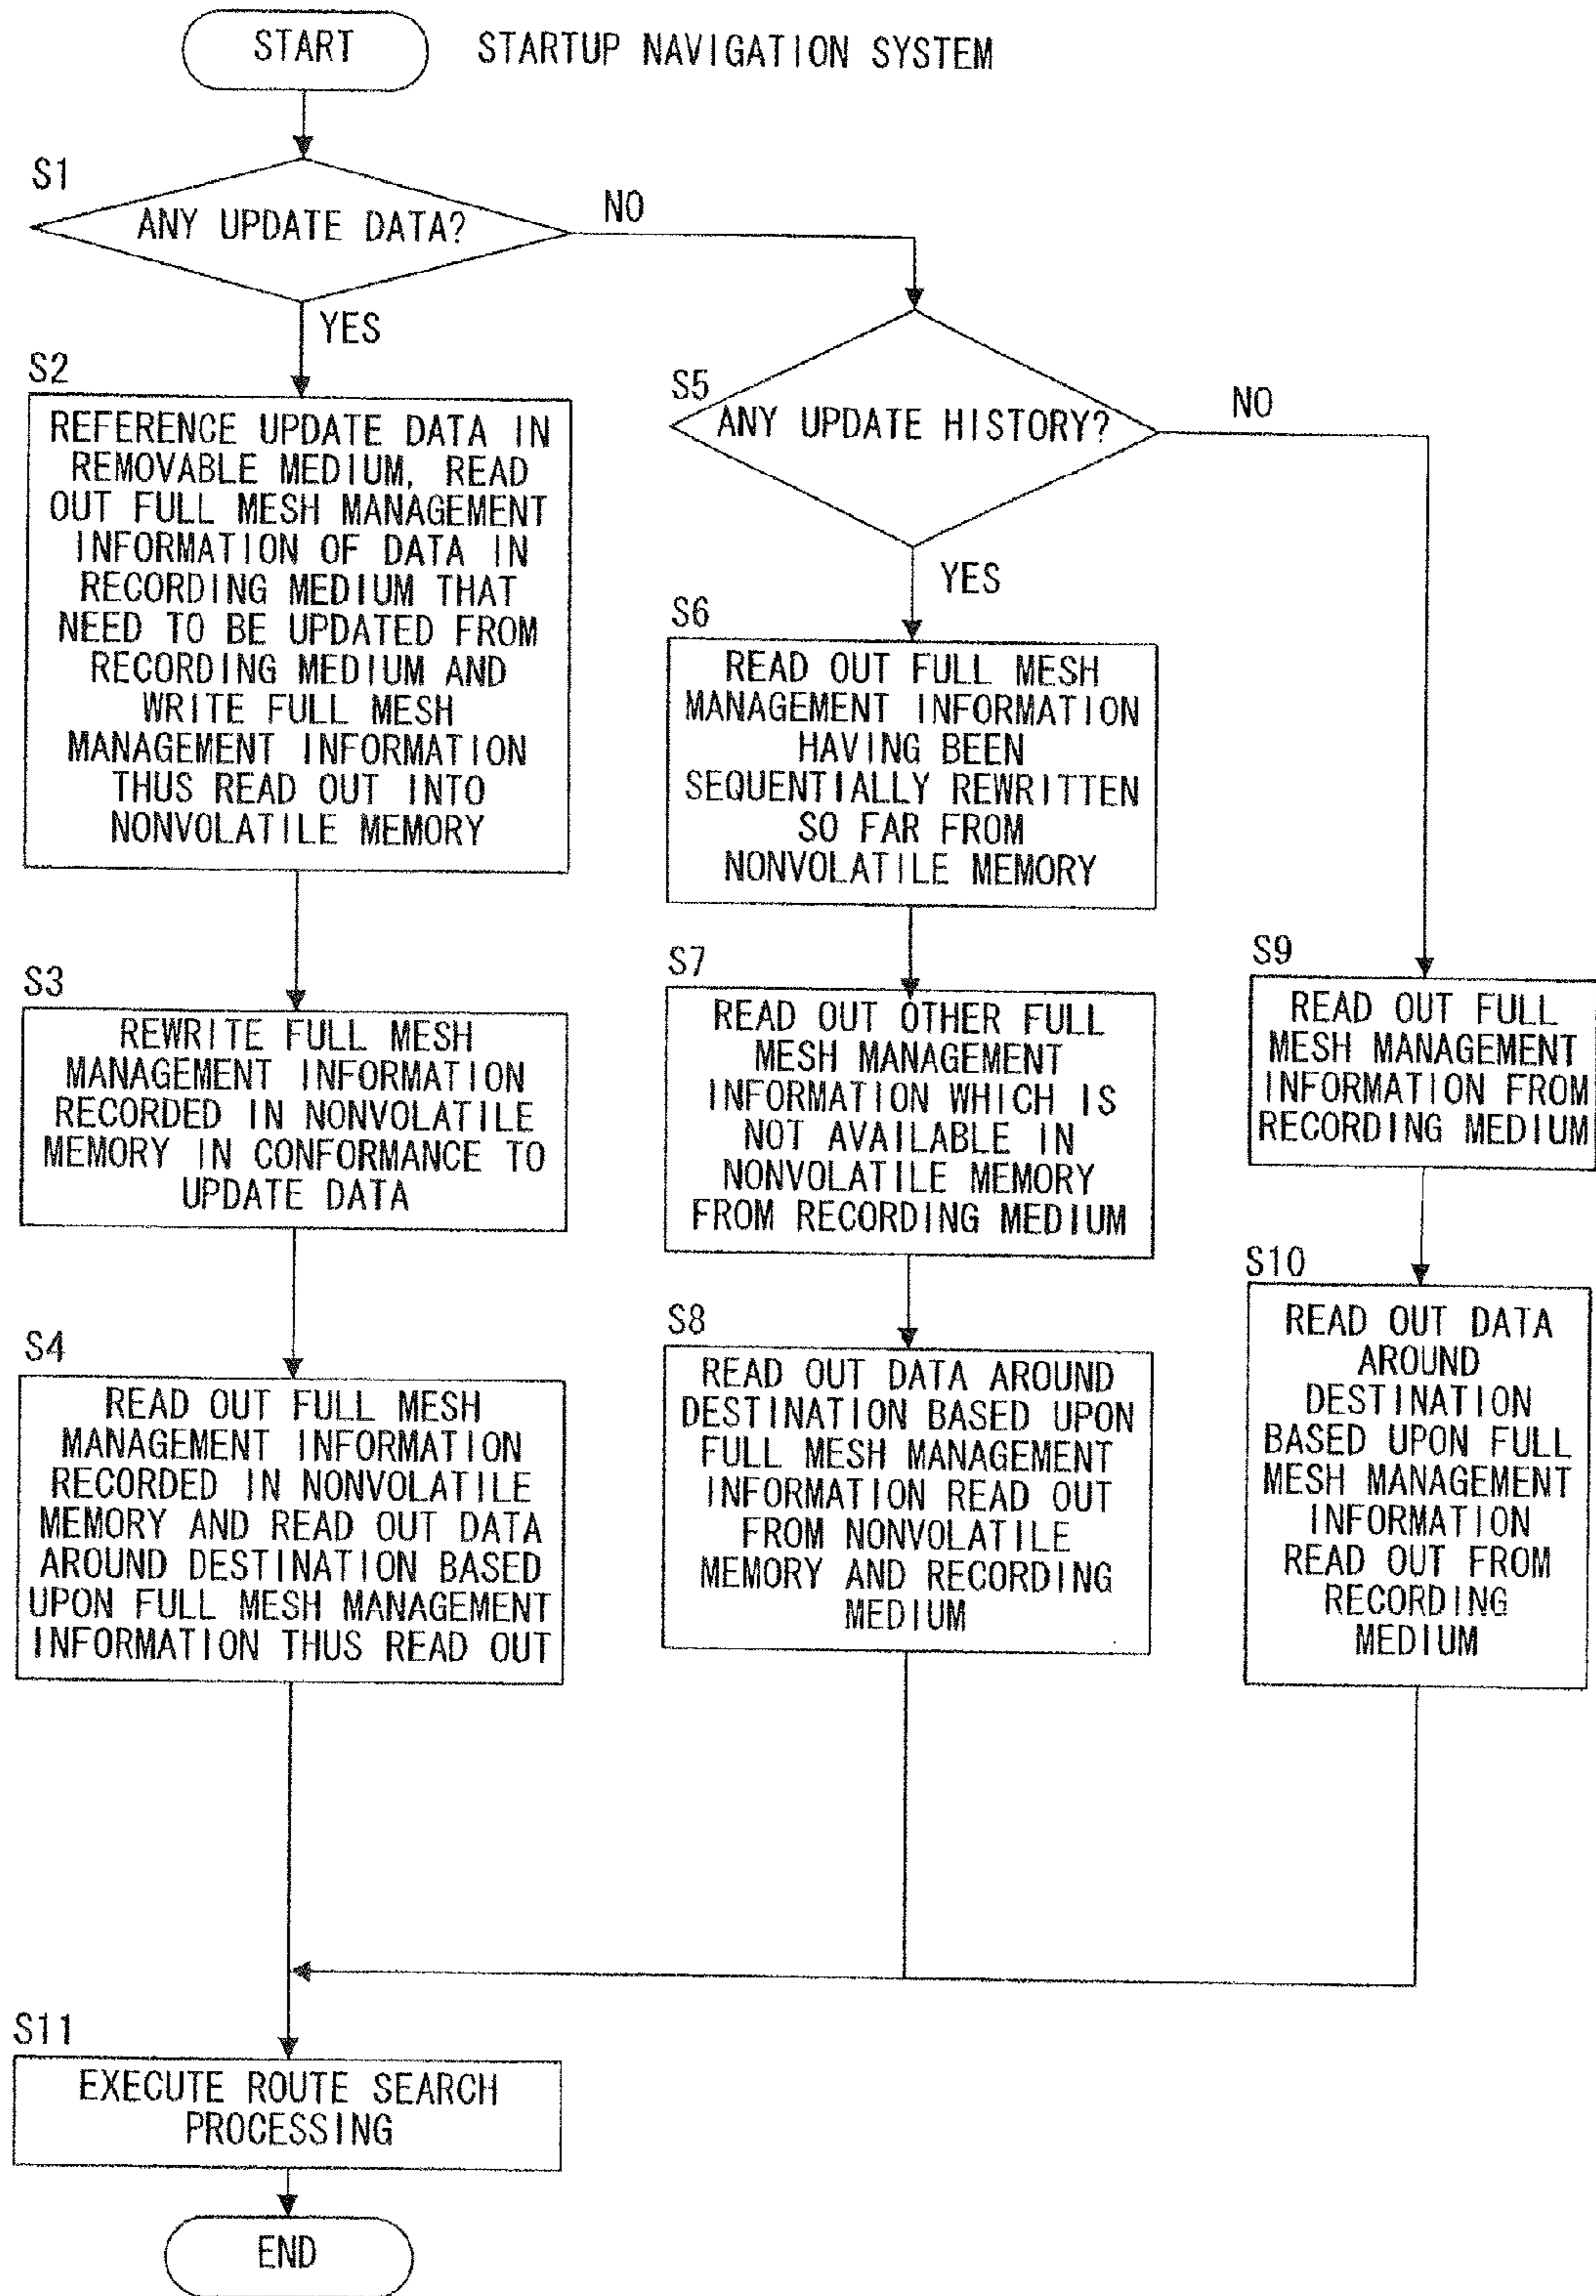 START
STARTUP NAVIGATION SYSTEM
S1
ANY UPDATE DATA?
NO
YES
S2
REFERENCE UPDATE DATA IN
REMOVABLE MEDIUM, READ
OUT FULL MESH MANAGEMENT
INFORMATION OF DATA IN
RECORDING MEDIUM THAT
NEED TO BE UPDATED FROM
RECORDING MEDIUM AND
WRITE FULL MESH
MANAGEMENT INFORMATION
THUS READ OUT INTO
NONVOLATILE MEMORY
S3
REWRITE FULL MESH
MANAGEMENT INFORMATION
RECORDED IN NONVOLATILE
MEMORY IN CONFORMANCE TO
UPDATE DATA
S4
READ OUT FULL MESH
MANAGEMENT INFORMATION
RECORDED IN NONVOLATILE
MEMORY AND READ OUT DATA
AROUND DESTINATION BASED
UPON FULL MESH MANAGEMENT
INFORMATION THUS READ OUT
S5
ANY UPDATE HISTORY?
NO
YES
S6
READ OUT FULL MESH
MANAGEMENT INFORMATION
HAVING BEEN
SEQUENTIALLY REWRITTEN
SO FAR FROM
NONVOLATILE MEMORY
S7
READ OUT OTHER FULL
MESH MANAGEMENT
INFORMATION WHICH IS
NOT AVAILABLE IN
NONVOLATILE MEMORY
FROM RECORDING MEDIUM
S8
READ OUT DATA AROUND
DESTINATION BASED UPON
FULL MESH MANAGEMENT
INFORMATION READ OUT
FROM NONVOLATILE
MEMORY AND RECORDING
MEDIUM
S9
READ OUT FULL
MESH MANAGEMENT
INFORMATION FROM
RECORDING MEDIUM
S10
READ OUT DATA
AROUND
DESTINATION
BASED UPON FULL
MESH MANAGEMENT
INFORMATION
READ OUT FROM
RECORDING
MEDIUM
S11
EXECUTE ROUTE SEARCH
PROCESSING
END